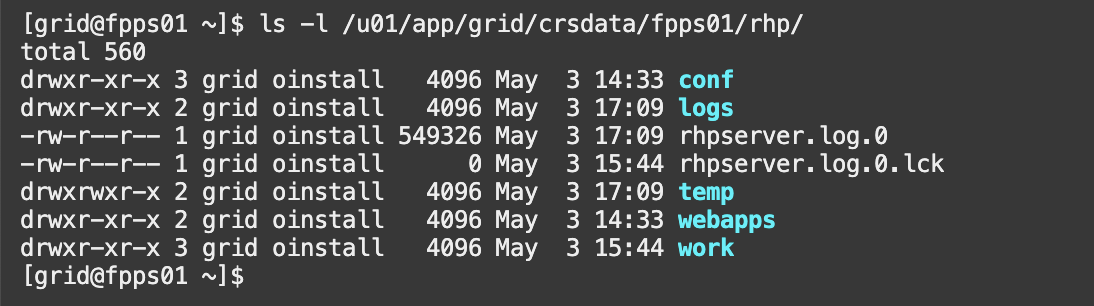 [grid@fpps01 ~]$ ls -l /u01/app/grid/crsdata/fpps01/rhp/
total 560
drwxr-xr-x 3 grid oinstall   4096 May  3 14:33 conf
drwxr-xr-x 2 grid oinstall   4096 May  3 17:09 logs
-rw-r--r-- 1 grid oinstall 549326 May  3 17:09 rhpserver.log.0
-rw-r--r-- 1 grid oinstall      0 May  3 15:44 rhpserver.log.0.lck
drwxrwxr-x 2 grid oinstall   4096 May  3 17:09 temp
drwxr-xr-x 2 grid oinstall   4096 May  3 14:33 webapps
drwxr-xr-x 3 grid oinstall   4096 May  3 15:44 work
[grid@fpps01 ~]$